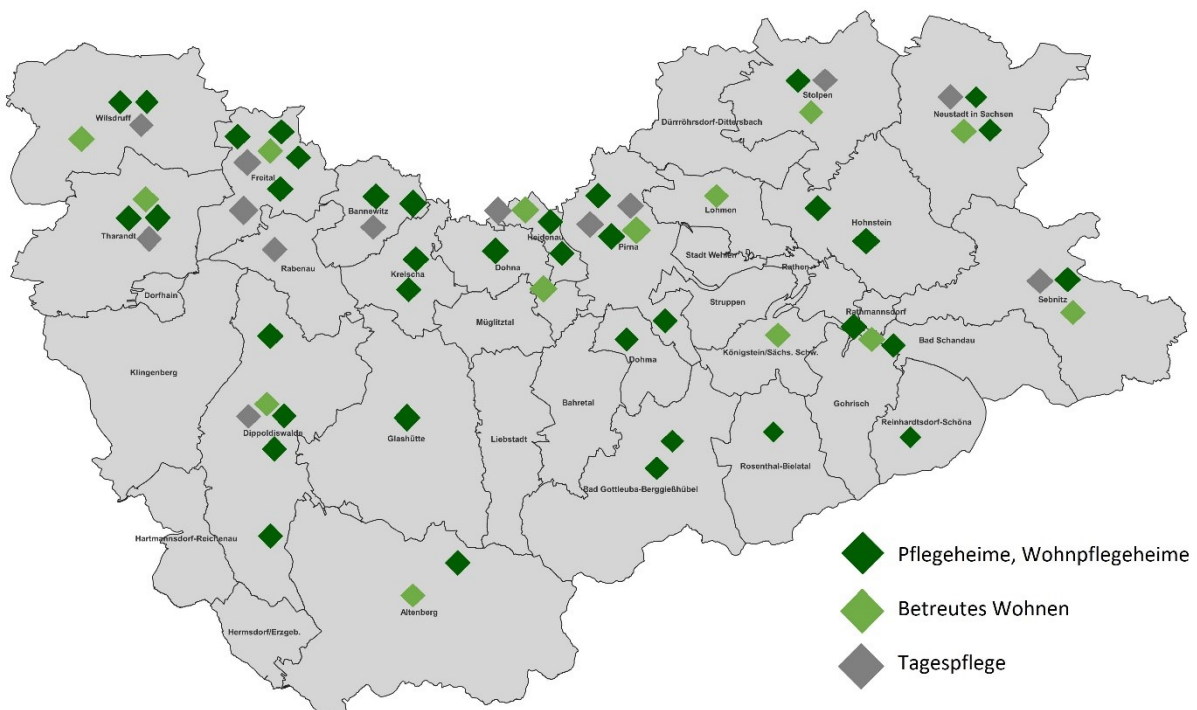 Stolpen
Wilsdruff
Neustadt in Sachsen
Dürrröhrsdorf-Dittersbach
Freital
Lohmen
Bannewitz
Hohnstein
Tharandt
Heidenau
Pirna
Rabenau
Kreischa
Dohna
Stadt Wehlen
Rathen
Dorfhain
Sebnitz
Struppen
Rathmannsdorf
Müglitztal
Bad Schandau
Königstein/Sächs. Schw.
Dohma
Klingenberg
Gohrisch
Bahretal
Reinhardtsdorf-Schöna
Dippoldiswalde
Glashütte
Liebstadt
Rosenthal-Bielatal
Bad Gottleuba-Berggießhübel
Hartmannsdorf-Reichenau
Altenberg
Hermsdorf/Erzgeb.
Pflegeheime, Wohnpflegeheime
Betreutes Wohnen
Tagespflege